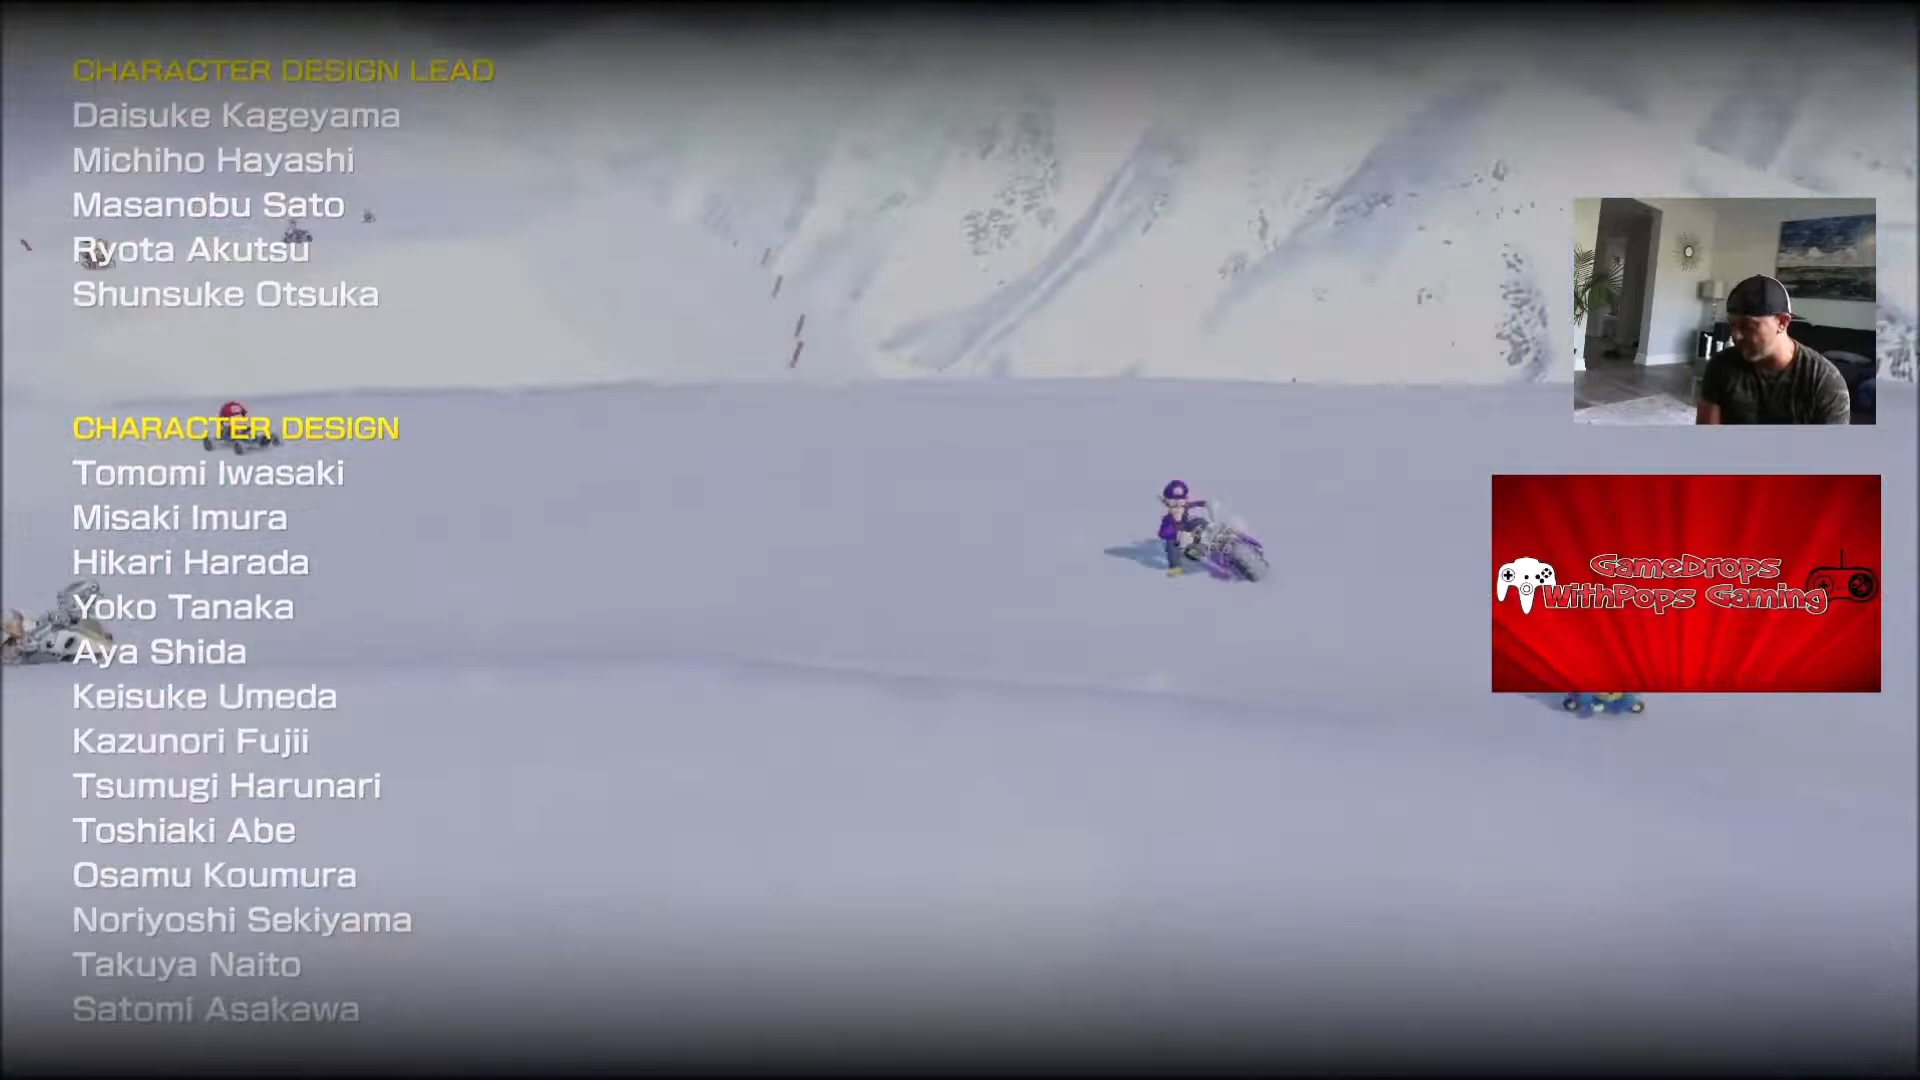 CHARACTER DESIGN LEAD
Daisuke Kageyama
Michiho Hayashi
Masanobu Sato
Ryota Akutsu
Shunsuke Otsuka
CHARACTER DESIGN
Tomomi Iwasaki
Misaki Imura
Hikari Harada
Yoko Tanaka
Aya Shida
Keisuke Umeda
Kazunori Fujii
Tsumugi Harunari
Toshiaki Abe
Osamu Koumura
Noriyoshi Sekiyama
Takuya Naito
Satomi Asakawa
GameDrops
WithPops Gaming